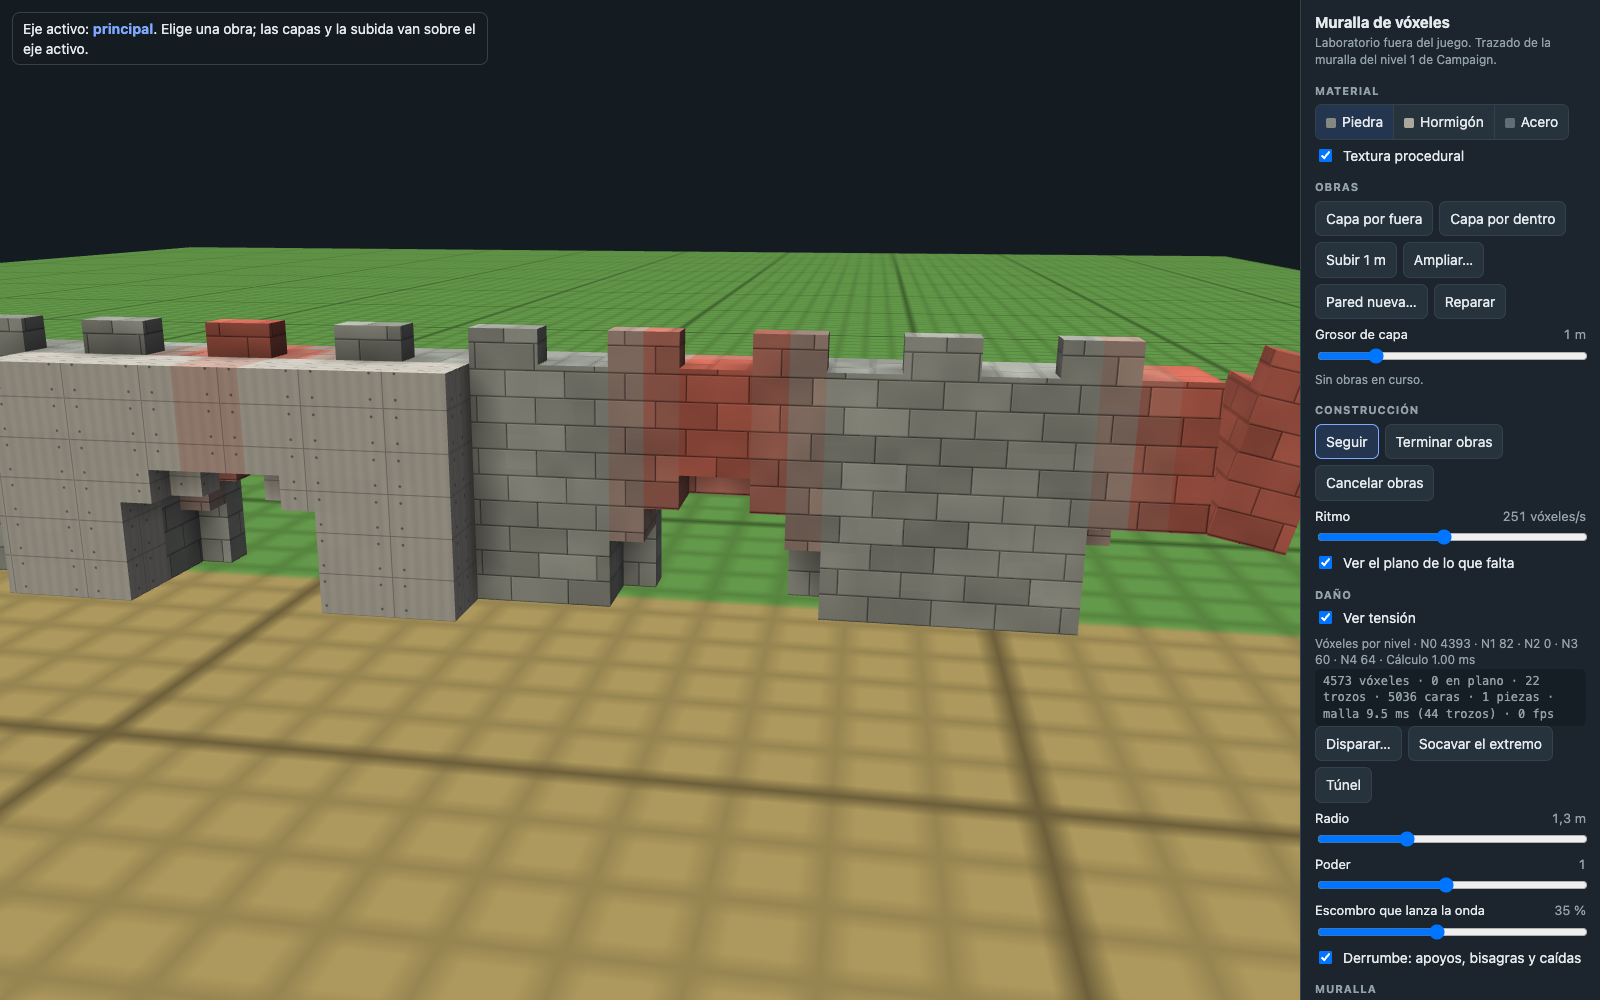 Eje activo: principal. Elige una obra; las capas y la subida van sobre el
eje activo.
Muralla de vóxeles
Laboratorio fuera del juego. Trazado de la
muralla del nivel 1 de Campaign.
MATERIAL
Piedra
Hormigón
Acero
Textura procedural
OBRAS
Capa por fuera
Capa por dentro
Subir 1 m
Ampliar...
Pared nueva...
Reparar
Grosor de capa
1 m
Sin obras en curso.
CONSTRUCCIÓN
Seguir
Terminar obras
Cancelar obras
Ritmo
251 vóxeles/s
Ver el plano de lo que falta
DAÑO
Ver tensión
Vóxeles por nivel · N0 4393 · N1 82 · N2 0 · N3
60 · N4 64 · Cálculo 1.00 ms
4573 vóxeles · 0 en plano · 22
trozos · 5036 caras · 1 piezas ·
malla 9.5 ms (44 trozos) · 0 fps
Disparar...
Socavar el extremo
Túnel
Radio
1,3 m
Poder
1
Escombro que lanza la onda
35 %
Derrumbe: apoyos, bisagras y caídas
MURALLA